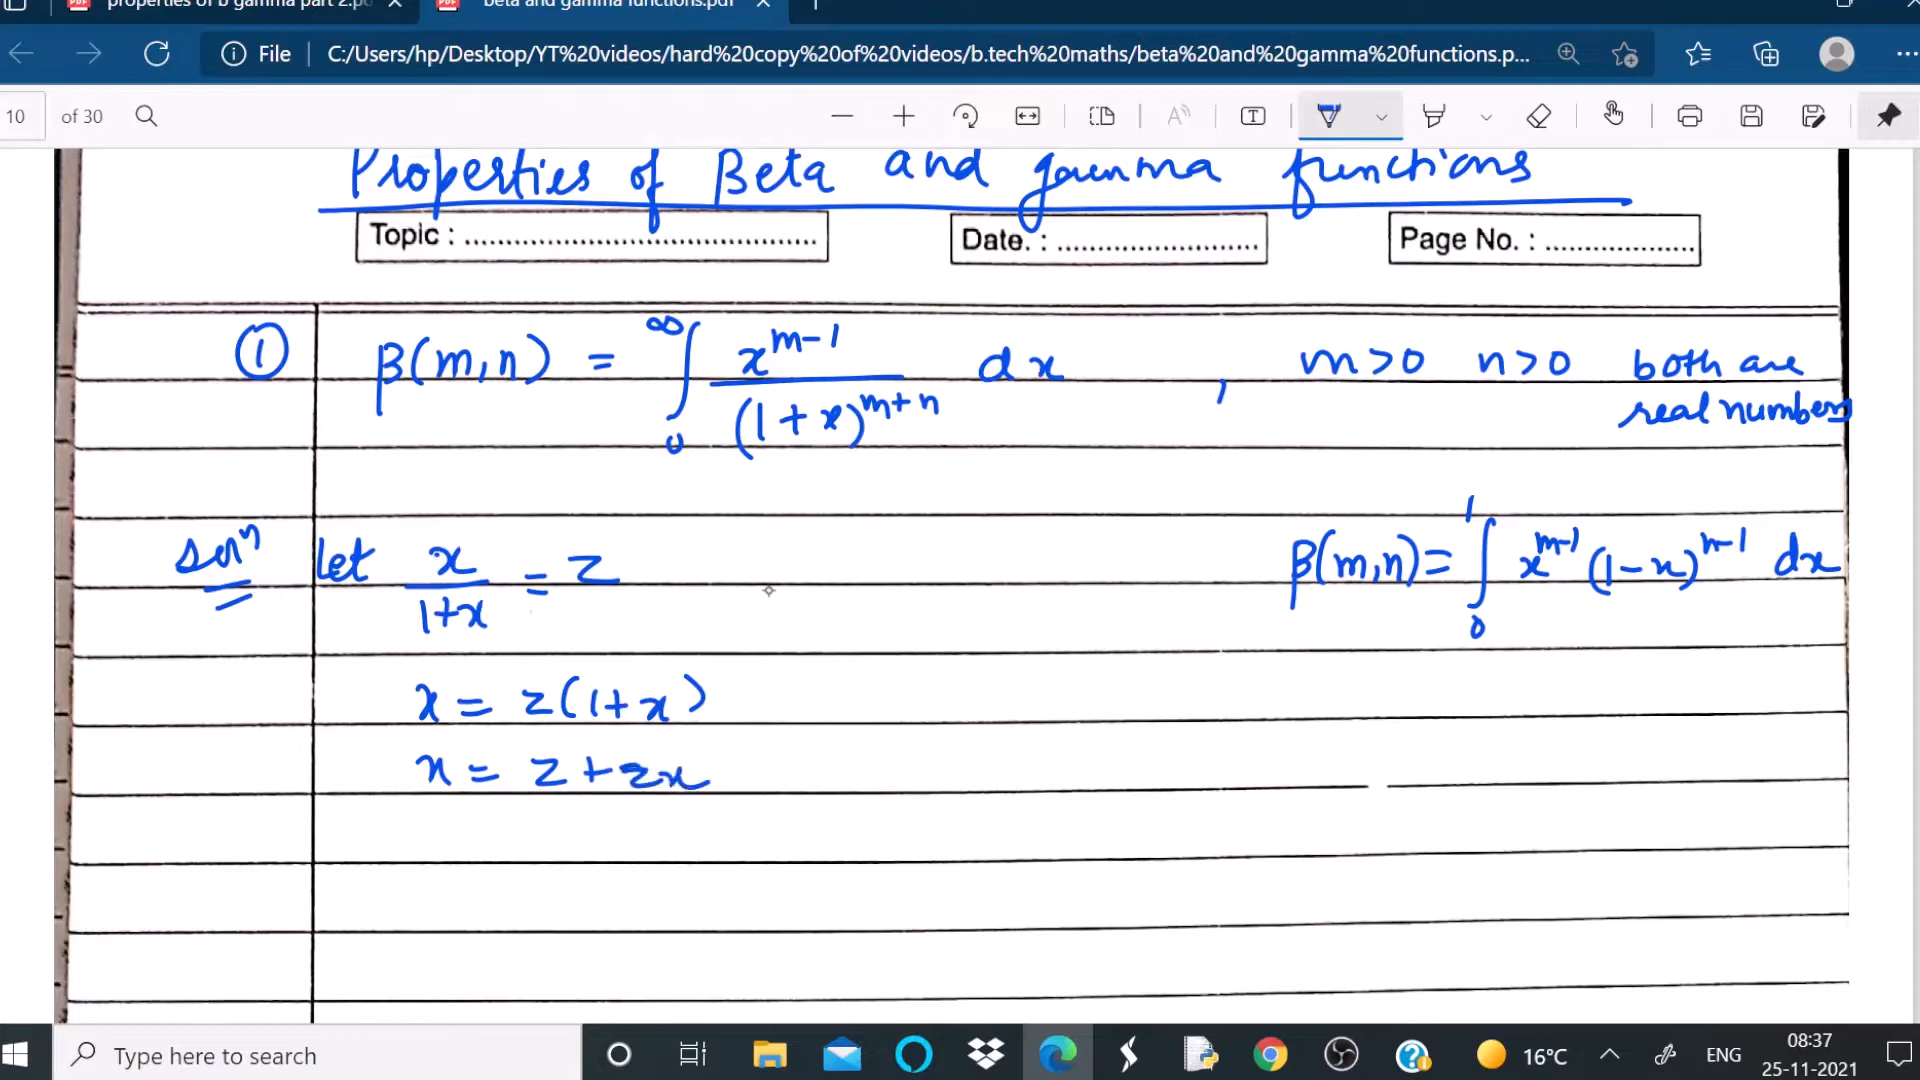 properties of b gamma part 2.pd
beta and gamma functions.pdf
File
C:/Users/hp/Desktop/YT%20videos/hard%20copy%20of%20videos/b.tech%20maths/beta%20and%20gamma%20functions.p...
10 of 30
Properties of Beta and gamma functions
Topic : ........................................
Date. : ........................
Page No. : ..................
① β(m,n) = ∫₀^∞ x^(m-1) / (1+x)^(m+n) dx , m>0 n>0 both are
real numbers
Solⁿ let x/(1+x) = z
β(m,n) = ∫₀¹ x^(m-1) (1-x)^(n-1) dx
x = z(1+x)
x = z + zx
Type here to search
16°C
ENG
08:37
25-11-2021